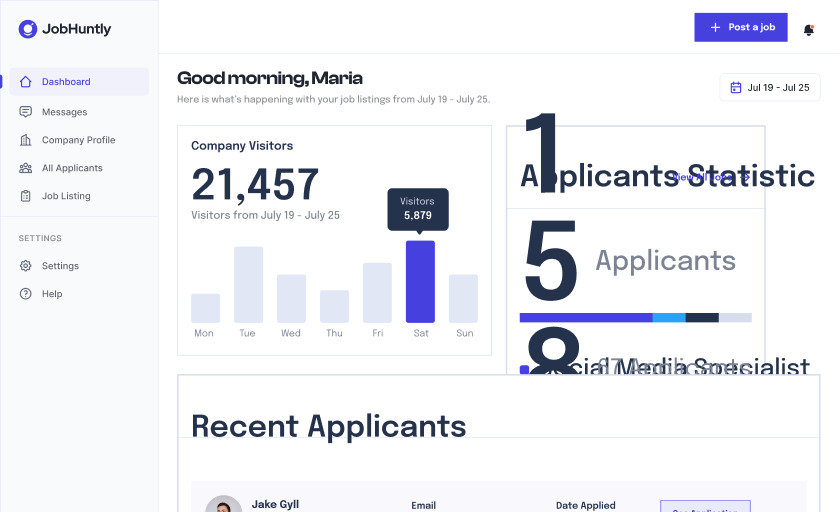 JobHuntly
Post a job
Dashboard
Messages
Company Profile
All Applicants
Job Listing
SETTINGS
Settings
Help
Good morning, Maria
Here is what's happening with your job listings from July 19 - July 25.
Jul 19 - Jul 25
Company Visitors
21,457
Visitors from July 19 - July 25
Visitors
5,879
Mon Tue Wed Thu Fri Sat Sun
1
Applicants Statistic
View All
5
Applicants
8
Social Media Specialist
67 Applicants
Recent Applicants
Jake Gyll
Email
Date Applied
See Application